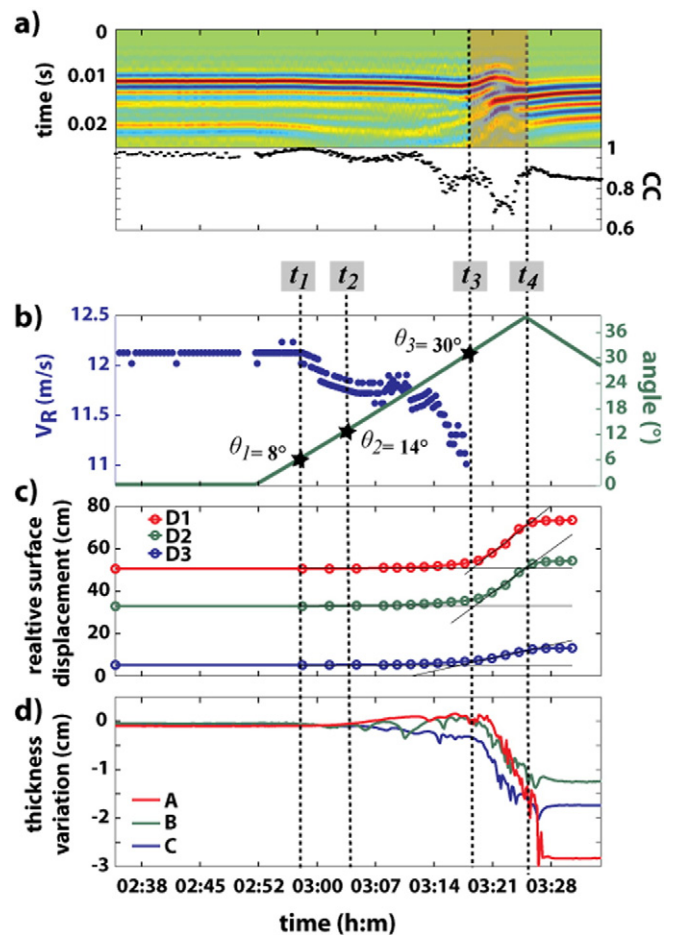 a)
0
0.01
0.02
time (s)
1
0.8
0.6
CC
t1
t2
t3
t4
b)
12.5
12
11.5
11
VR (m/s)
36
30
24
18
12
6
0
angle (°)
θ3= 30°
θ1= 8°
θ2= 14°
c)
80
60
40
20
0
realtive surface
displacement (cm)
D1
D2
D3
d)
0
-1
-2
-3
thickness
variation (cm)
A
B
C
02:38 02:45 02:52 03:00 03:07 03:14 03:21 03:28
time (h:m)